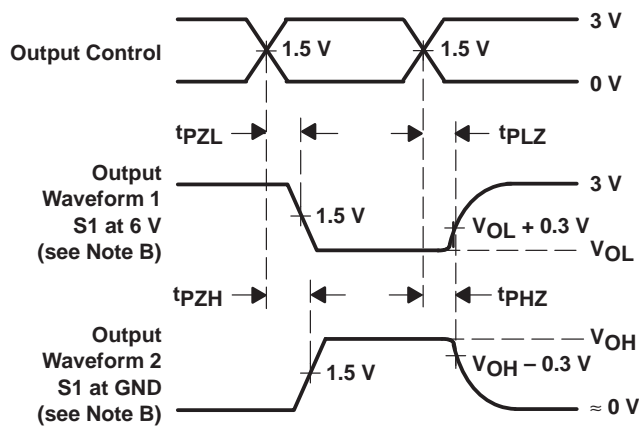 3 V
Output Control
1.5 V
1.5 V
0 V
tPZL
tPLZ
Output
Waveform 1
S1 at 6 V
(see Note B)
3 V
1.5 V
VOL + 0.3 V
VOL
tPZH
tPHZ
Output
Waveform 2
S1 at GND
(see Note B)
VOH
1.5 V
VOH – 0.3 V
≈ 0 V